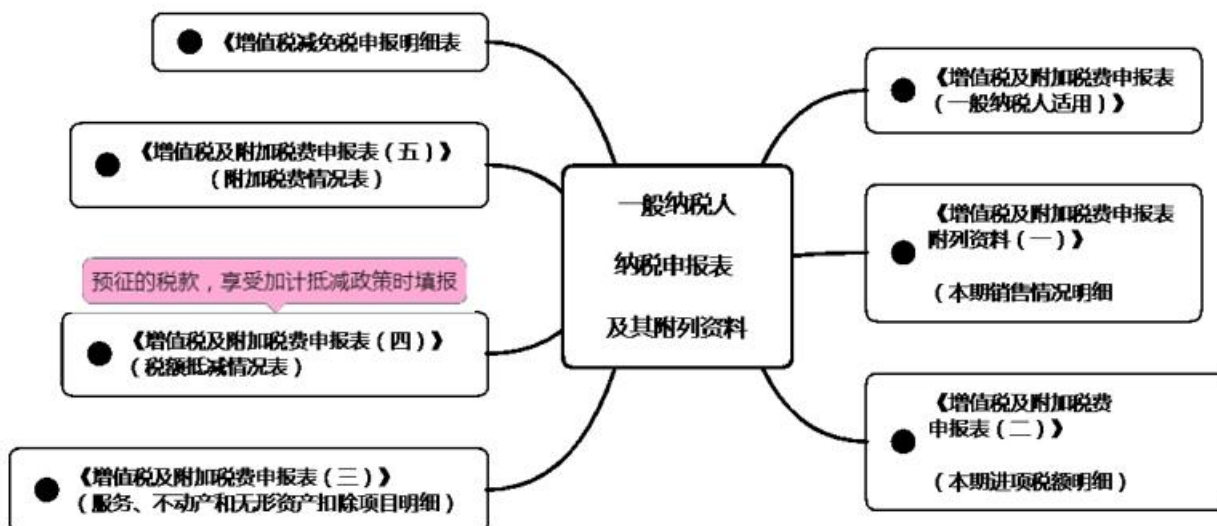 《增值税减免税申报明细表
《增值税及附加税费申报表（五）》
（附加税费情况表）
预征的税款，享受加计抵减政策时填报
《增值税及附加税费申报表（四）》
（税额抵减情况表）
《增值税及附加税费申报表（三）》
（服务、不动产和无形资产扣除项目明细）
一般纳税人
纳税申报表
及其附列资料
《增值税及附加税费申报表
（一般纳税人适用）》
《增值税及附加税费申报表
附列资料（一）》
（本期销售情况明细
《增值税及附加税费
申报表（二）》
（本期进项税额明细）